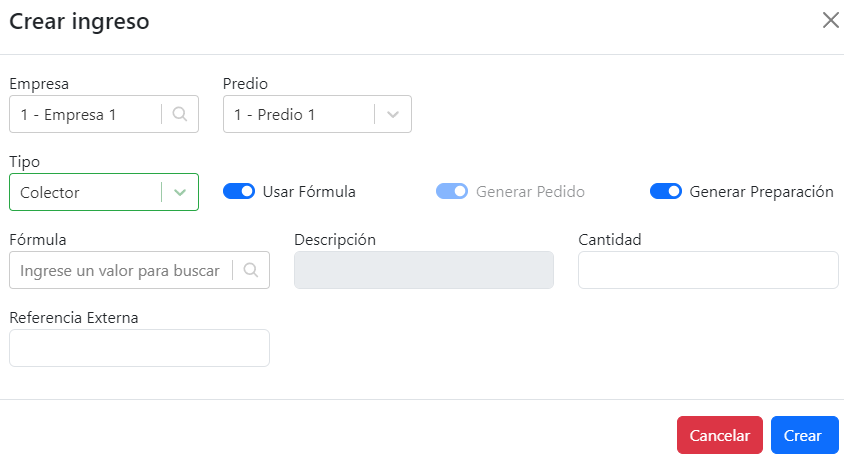 Crear ingreso
Empresa Predio
1 - Empresa 1 1 - Predio 1
Tipo
Colector Usar Fórmula Generar Pedido Generar Preparación
Fórmula Descripción Cantidad
Ingrese un valor para buscar
Referencia Externa
Cancelar Crear